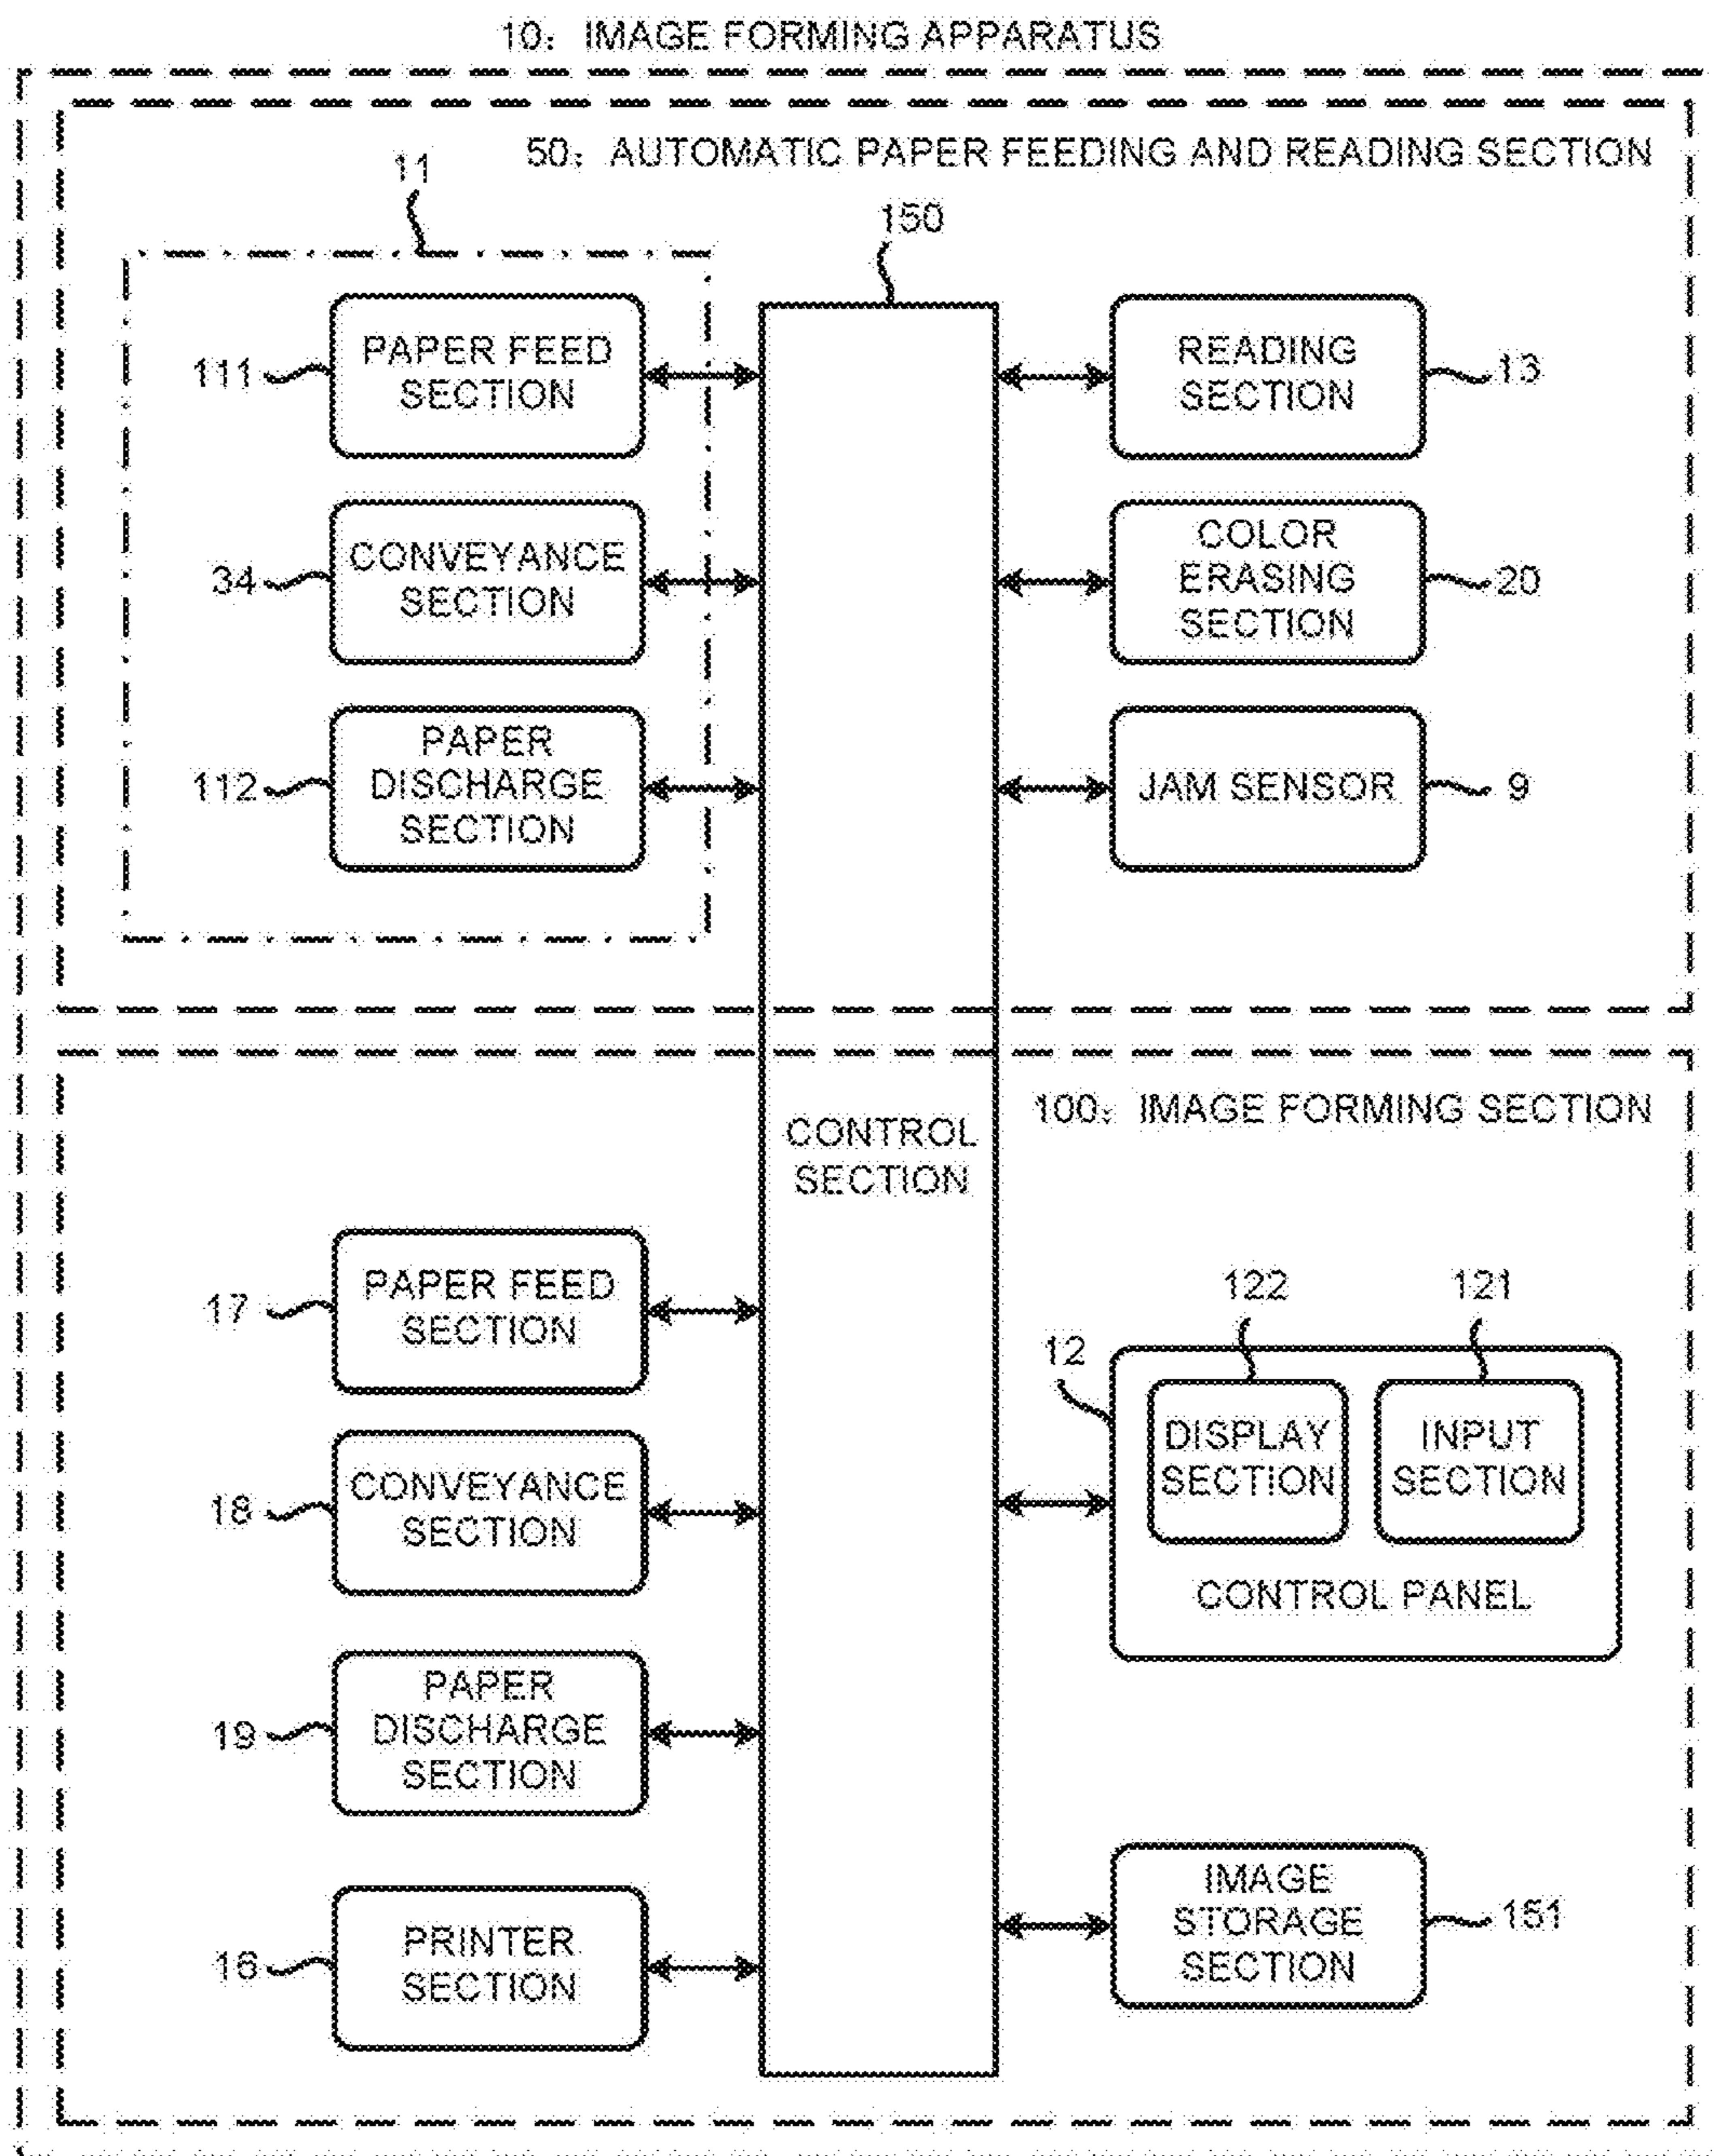 10: IMAGE FORMING APPARATUS
50: AUTOMATIC PAPER FEEDING AND READING SECTION
11
150
111
PAPER FEED
SECTION
READING
SECTION
13
34
CONVEYANCE
SECTION
COLOR
ERASING
SECTION
20
112
PAPER
DISCHARGE
SECTION
JAM SENSOR
9
100: IMAGE FORMING SECTION
CONTROL
SECTION
17
PAPER FEED
SECTION
122
121
12
DISPLAY
SECTION
INPUT
SECTION
CONTROL PANEL
18
CONVEYANCE
SECTION
19
PAPER
DISCHARGE
SECTION
16
PRINTER
SECTION
IMAGE
STORAGE
SECTION
151